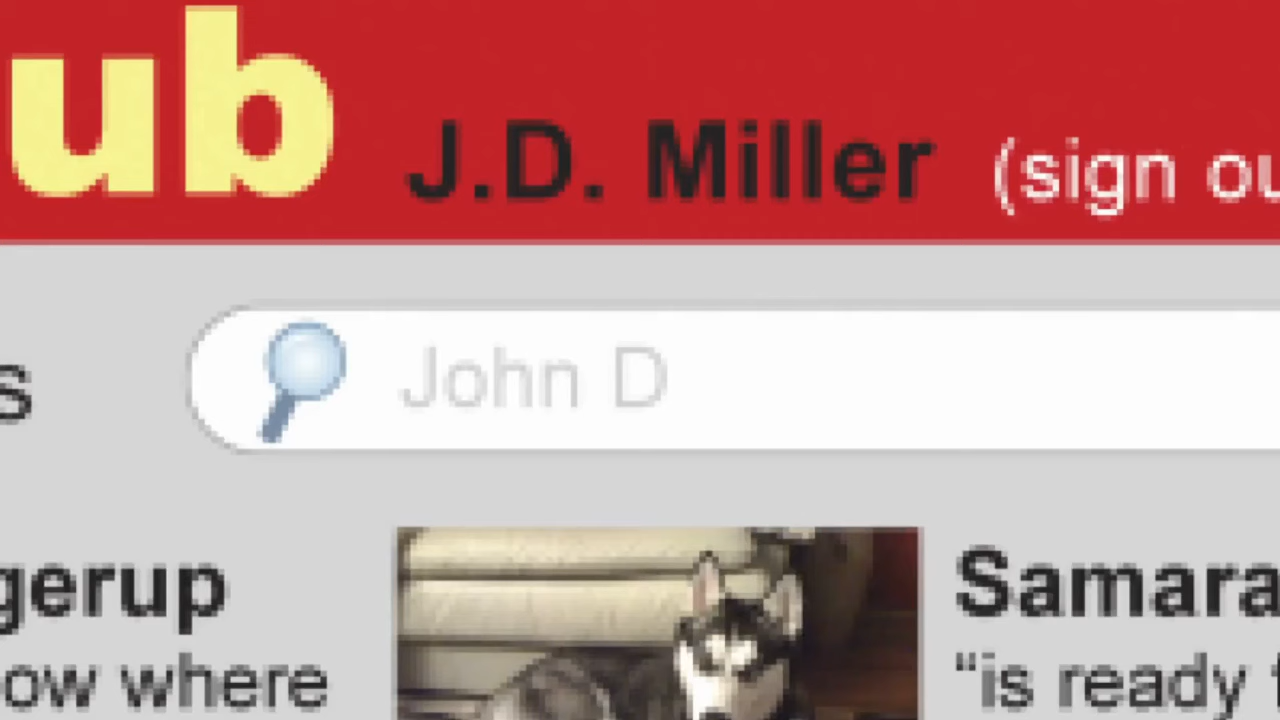 ub J.D. Miller (sign ou
s John D
gerup Samara
ow where "is ready